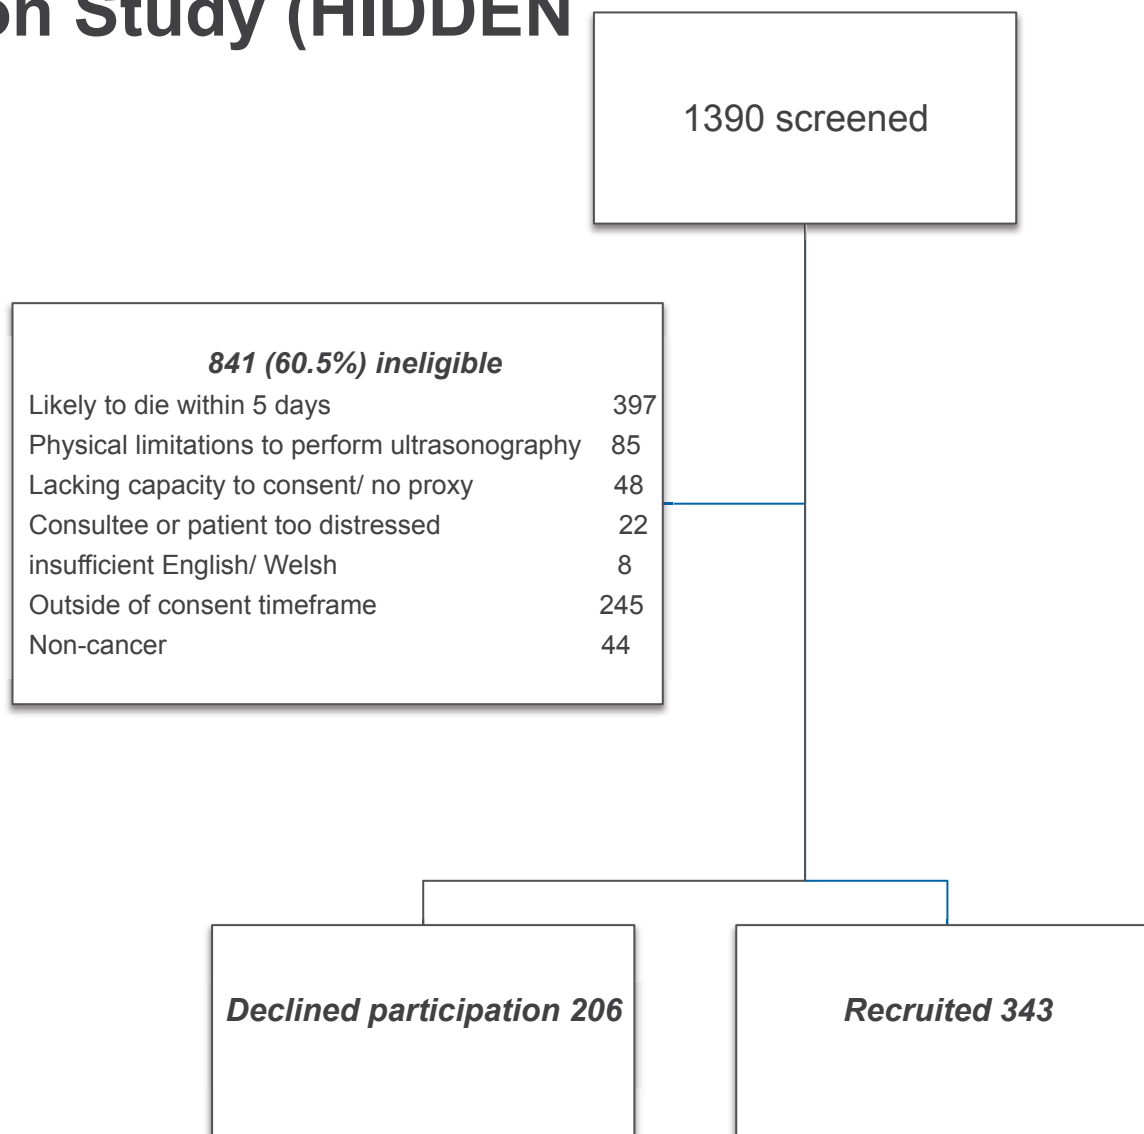 on Study (HIDDEN
1390 screened
841 (60.5%) ineligible
Likely to die within 5 days 397
Physical limitations to perform ultrasonography 85
Lacking capacity to consent/ no proxy 48
Consultee or patient too distressed 22
insufficient English/ Welsh 8
Outside of consent timeframe 245
Non-cancer 44
Declined participation 206
Recruited 343